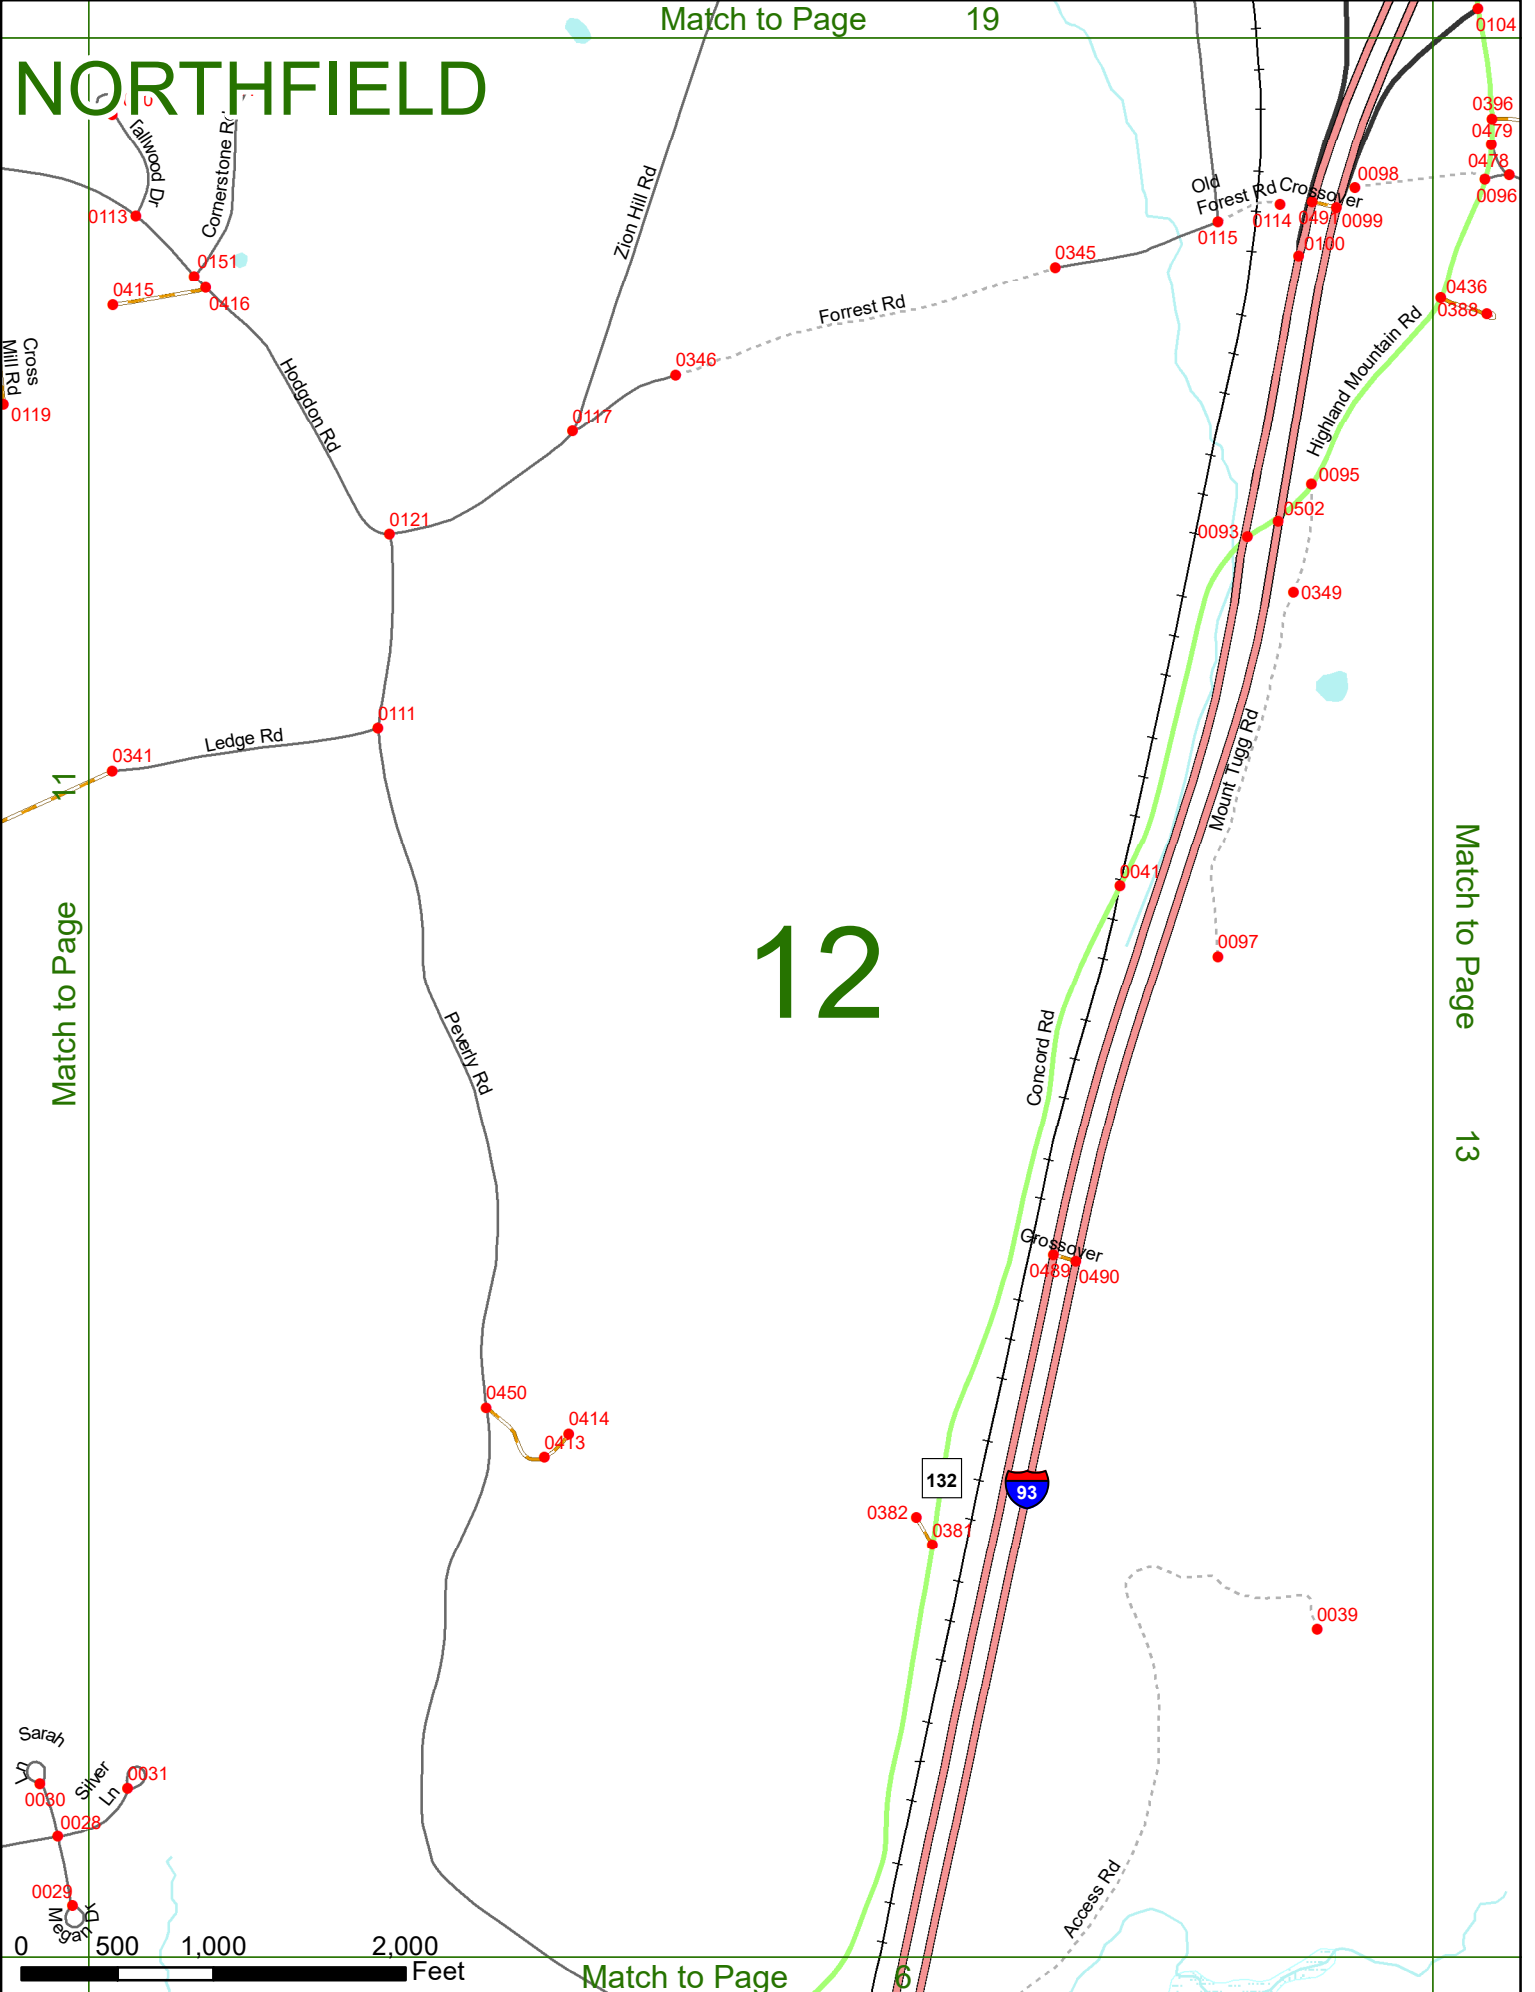 Match to Page 19
0104
NORTHFIELD
0396
0479
0478
0096
Tallwood Dr
Cornerstone Rd
Zion Hill Rd
Old
Forest Rd
Crossover
0098
0113
0114
0491
0099
0115
0100
0151
0345
0415
0416
0436
0388
Forrest Rd
Highland Mountain Rd
Cross
Mill Rd
0119
Hodgdon Rd
0346
0117
0095
0502
0121
0093
0349
0111
Ledge Rd
0341
Mount Tugg Rd
11
Match to Page
Match to Page
13
0041
12
0097
Peverly Rd
Concord Rd
Crossover
0489
0490
0450
0414
0413
132
93
0382
0381
0039
Sarah
Ln
Silver
Ln
0031
0030
0028
0029
Megan
Dr
Access Rd
0 500 1,000 2,000
Feet
Match to Page 6